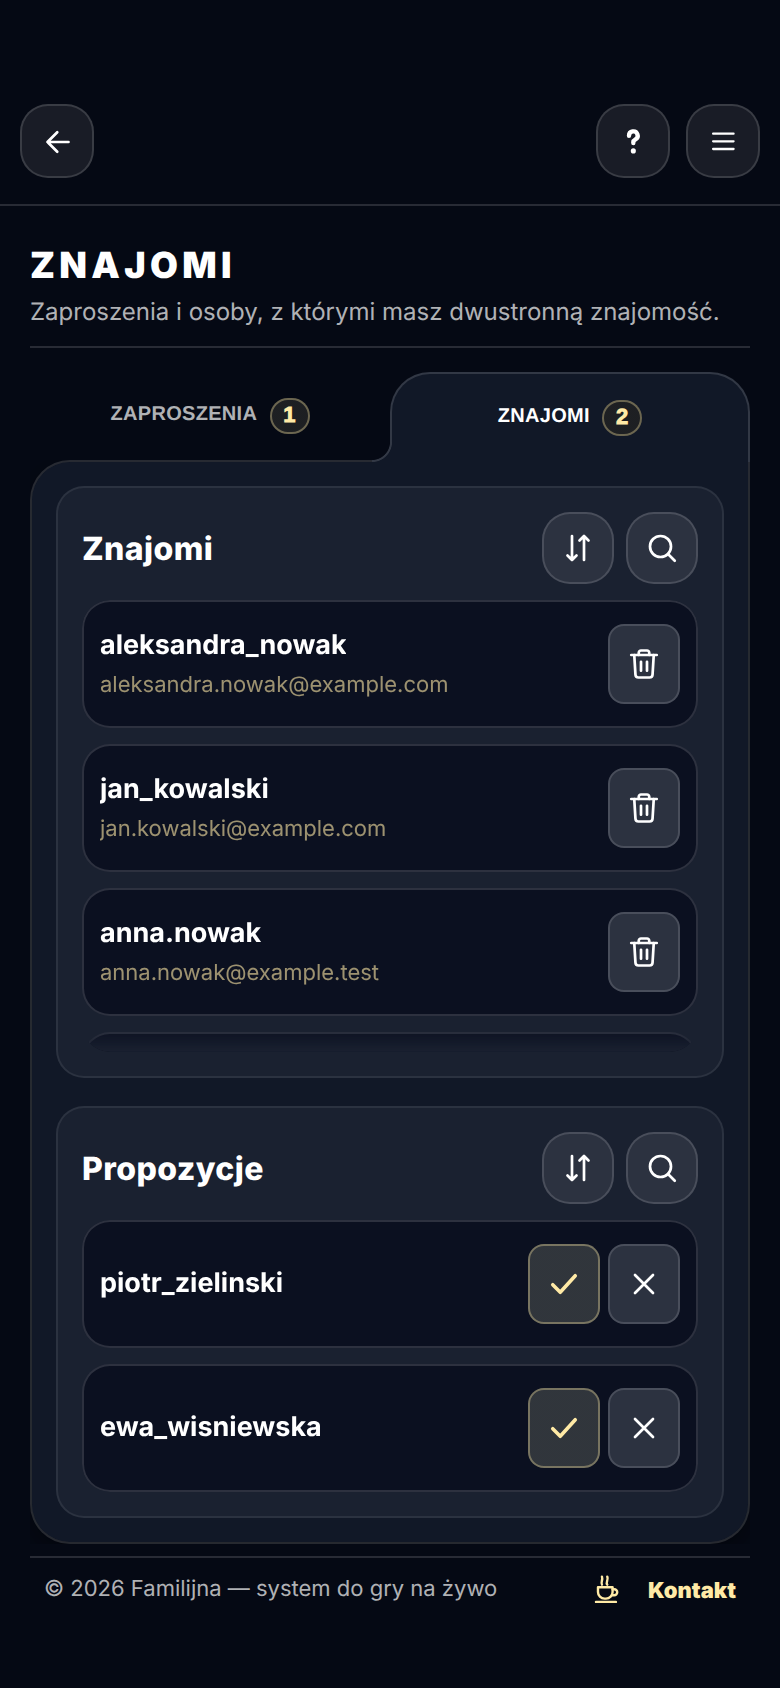 ?
ZNAJOMI
Zaproszenia i osoby, z którymi masz dwustronną znajomość.
ZAPROSZENIA 1
ZNAJOMI 2
Znajomi
aleksandra_nowak
aleksandra.nowak@example.com
jan_kowalski
jan.kowalski@example.com
anna.nowak
anna.nowak@example.test
Propozycje
piotr_zielinski
ewa_wisniewska
© 2026 Familijna — system do gry na żywo
Kontakt